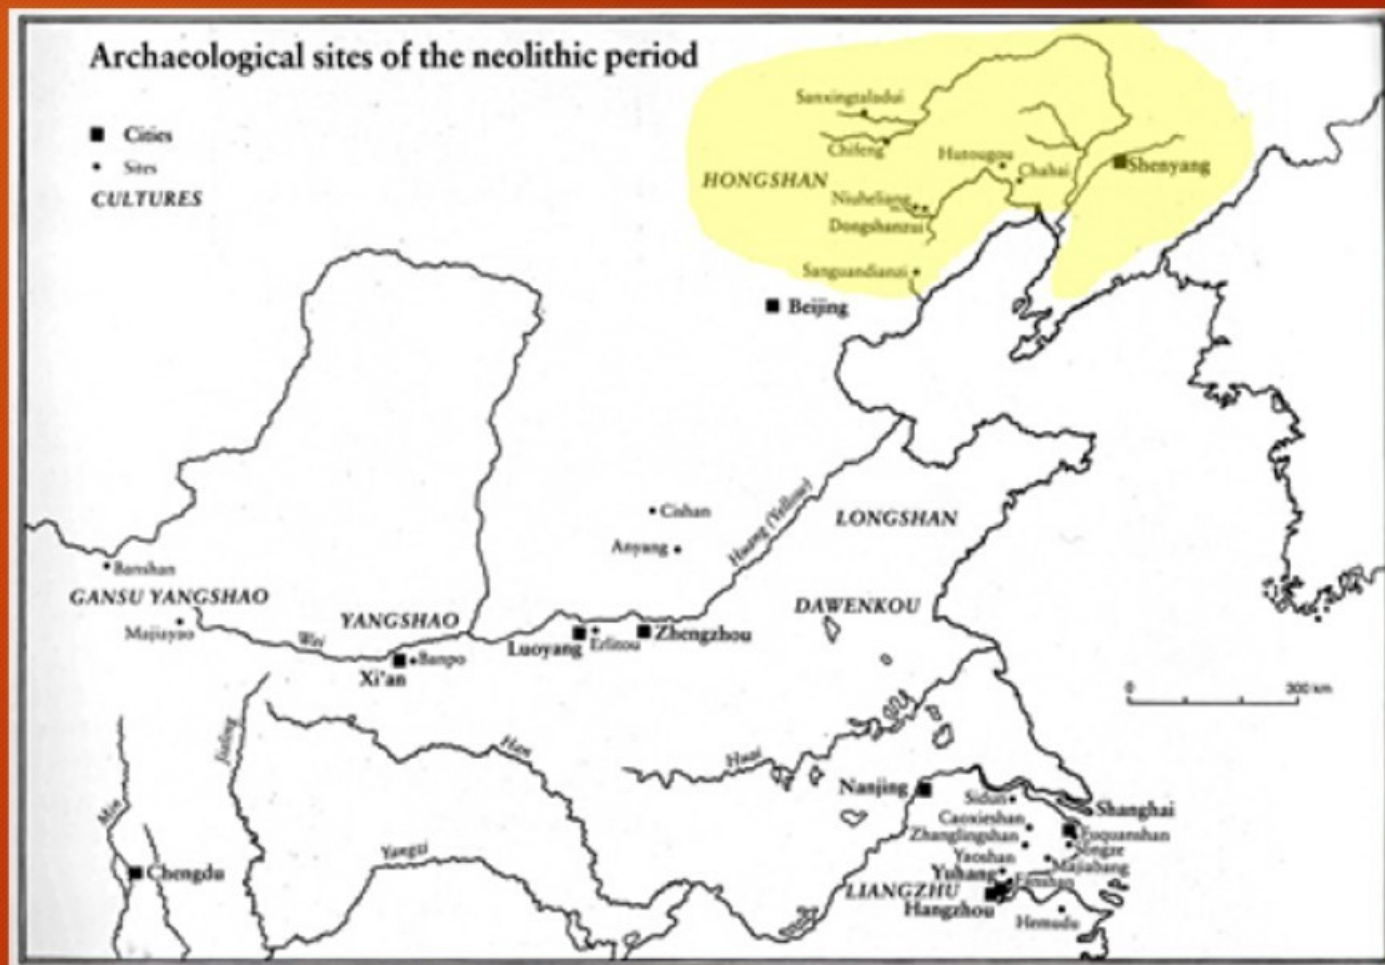 Archaeological sites of the neolithic period
Cities
Sites
CULTURES
Sanxingtaladui
Chifeng
Hutougou
Chahai
Shenyang
HONGSHAN
Niuheliang
Dongshanzui
Sanguandianzi
Beijing
Cishan
Anyang
Huang (Yellow)
LONGSHAN
Banshan
GANSU YANGSHAO
YANGSHAO
DAWENKOU
Majiayao
Wei
Luoyang
Erlitou
Zhengzhou
Xi'an
Banpo
0 300 km
Jialing
Han
Huai
Min
Nanjing
Sidun
Shanghai
Caoxieshan
Zhanglingshan
Fuquanshan
Songze
Yaoshan
Majiabang
Yangzi
Chengdu
Yuhang
Fanshan
LIANGZHU
Hangzhou
Hemudu